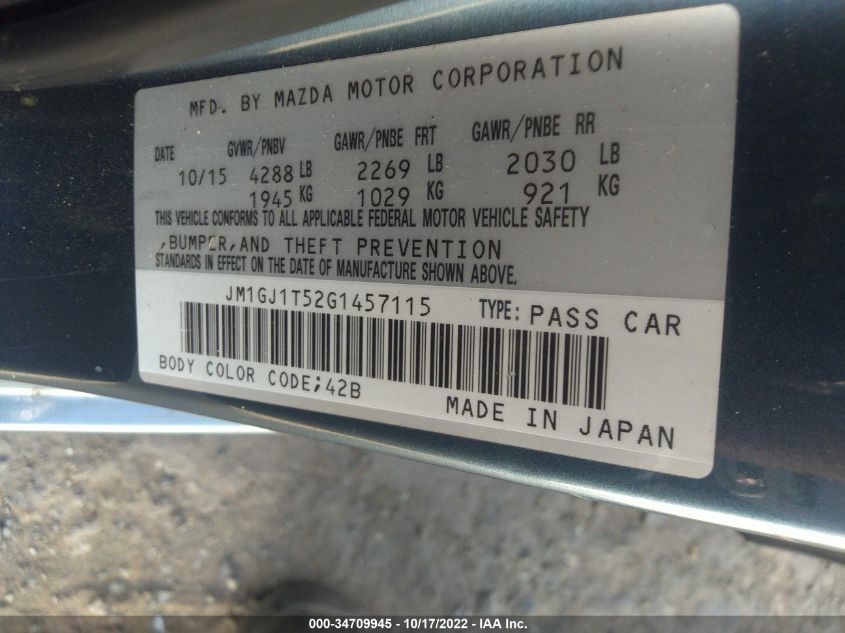 MFD. BY MAZDA MOTOR CORPORATION
DATE GVWR/PNBV GAWR/PNBE FRT GAWR/PNBE RR
10/15 4288 LB 2269 LB 2030 LB
1945 KG 1029 KG 921 KG
THIS VEHICLE CONFORMS TO ALL APPLICABLE FEDERAL MOTOR VEHICLE SAFETY
,BUMPER,AND THEFT PREVENTION
STANDARDS IN EFFECT ON THE DATE OF MANUFACTURE SHOWN ABOVE.
JM1GJ1T52G1457115 TYPE: PASS CAR
BODY COLOR CODE;42B
MADE IN JAPAN
000-34709945 - 10/17/2022 - IAA Inc.